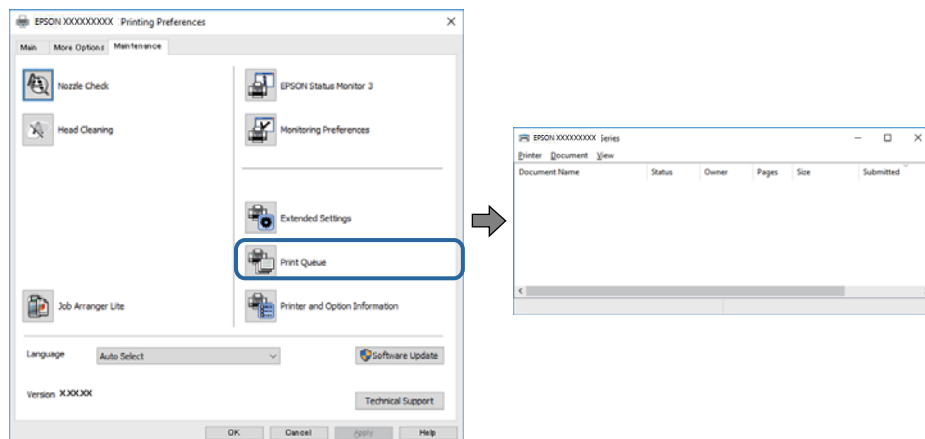 EPSON XXXXXXXXX Printing Preferences
Main More Options Maintenance
Nozzle Check
EPSON Status Monitor 3
Head Cleaning
Monitoring Preferences
Extended Settings
Print Queue
Job Arranger Lite
Printer and Option Information
Language Auto Select Software Update
Version X.XX.XX
Technical Support
OK Cancel Apply Help
EPSON XXXXXXXXX Series
Printer Document View
Document Name Status Owner Pages Size Submitted